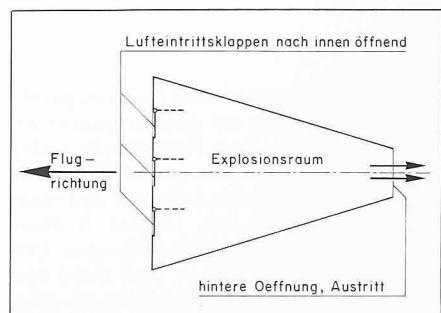 Lufteintrittsklappen nach innen öffnend
Flug-
richtung
Explosionsraum
hintere Oeffnung, Austritt